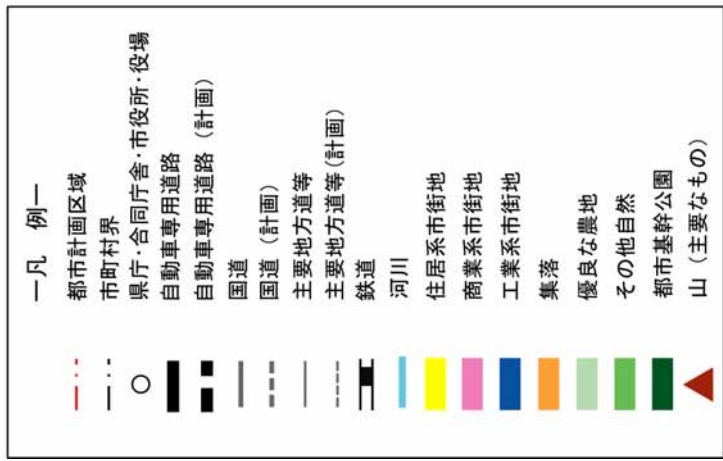 一凡　例一
都市計画区域
市町村界
県庁・合同庁舎・市役所・役場
自動車専用道路
自動車専用道路（計画）
国道
国道（計画）
主要地方道等
主要地方道等（計画）
鉄道
河川
住居系市街地
商業系市街地
工業系市街地
集落
優良な農地
その他自然
都市基幹公園
山（主要なもの）